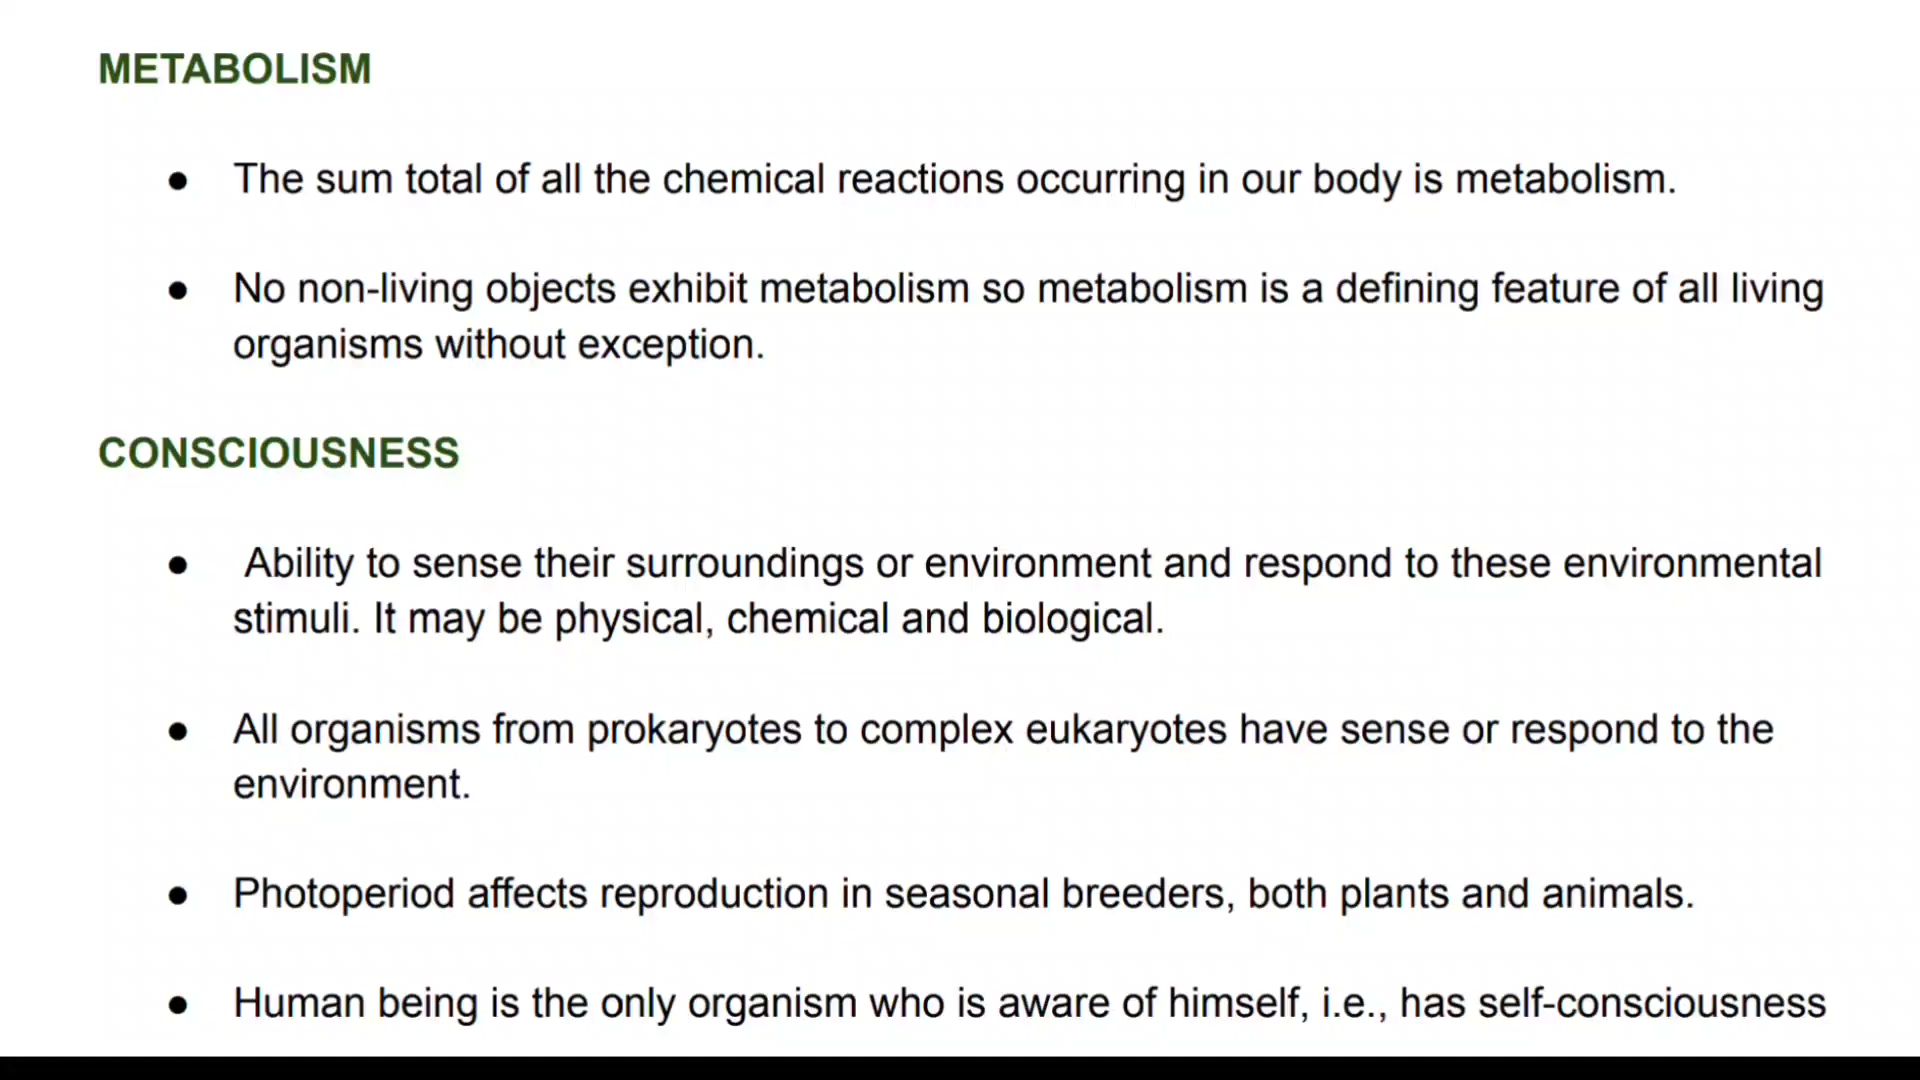 METABOLISM
● The sum total of all the chemical reactions occurring in our body is metabolism.
● No non-living objects exhibit metabolism so metabolism is a defining feature of all living
organisms without exception.
CONSCIOUSNESS
● Ability to sense their surroundings or environment and respond to these environmental
stimuli. It may be physical, chemical and biological.
● All organisms from prokaryotes to complex eukaryotes have sense or respond to the
environment.
● Photoperiod affects reproduction in seasonal breeders, both plants and animals.
● Human being is the only organism who is aware of himself, i.e., has self-consciousness